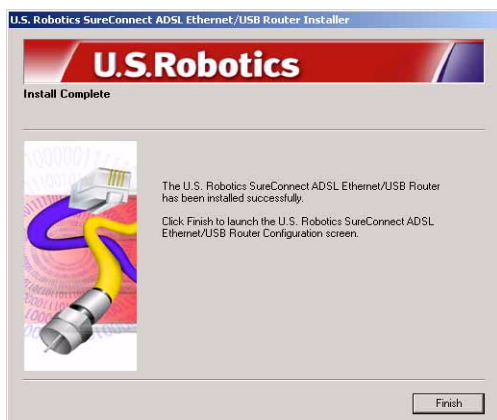 U.S. Robotics SureConnect ADSL Ethernet/USB Router Installer
U.S.Robotics
Install Complete
The U.S. Robotics SureConnect ADSL Ethernet/USB Router
has been installed successfully.
Click Finish to launch the U.S. Robotics SureConnect ADSL
Ethernet/USB Router Configuration screen.
Finish